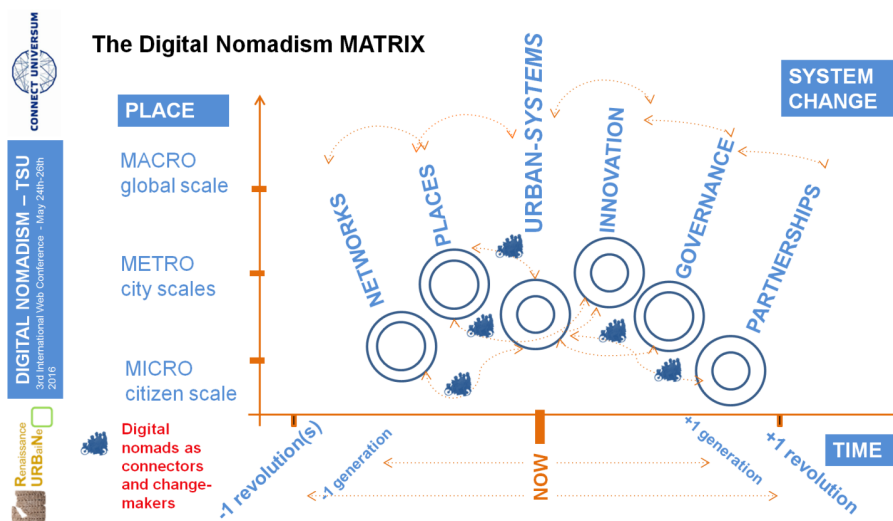 The Digital Nomadism MATRIX
CONNECT UNIVERSUM
DIGITAL NOMADISM – TSU
3rd International Web Conference - May 24th-26th
2016
Renaissance
URBaiNe
PLACE
SYSTEM
CHANGE
MACRO
global scale
METRO
city scales
MICRO
citizen scale
NETWORKS
PLACES
URBAN-SYSTEMS
INNOVATION
GOVERNANCE
PARTNERSHIPS
Digital
nomads as
connectors
and change-
makers
-1 revolution(s)
-1 generation
NOW
+1 generation
+1 revolution
TIME